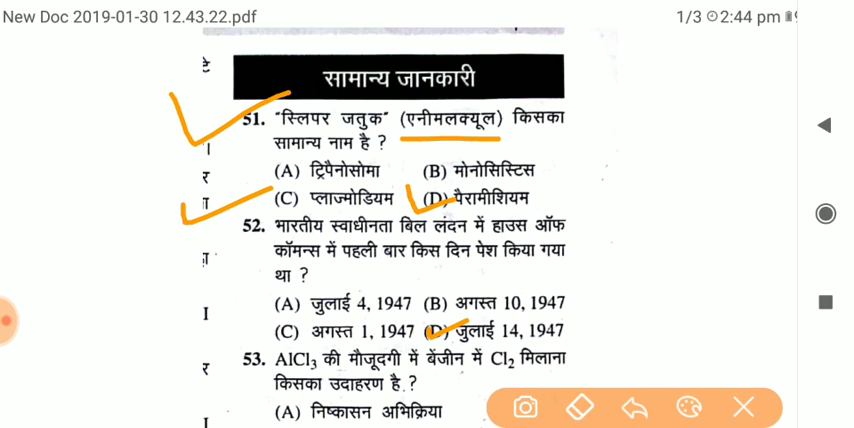 New Doc 2019-01-30 12.43.22.pdf
1/3 2:44 pm
सामान्य जानकारी
51. "स्लिपर जतुक" (एनीमलक्यूल) किसका
सामान्य नाम है ?
(A) ट्रिपैनोसोमा (B) मोनोसिस्टिस
(C) प्लाज्मोडियम (D) पैरामीशियम
52. भारतीय स्वाधीनता बिल लंदन में हाउस ऑफ
कॉमन्स में पहली बार किस दिन पेश किया गया
था ?
(A) जुलाई 4, 1947 (B) अगस्त 10, 1947
(C) अगस्त 1, 1947 (D) जुलाई 14, 1947
53. AlCl₃ की मौजूदगी में बेंजीन में Cl₂ मिलाना
किसका उदाहरण है ?
(A) निष्कासन अभिक्रिया